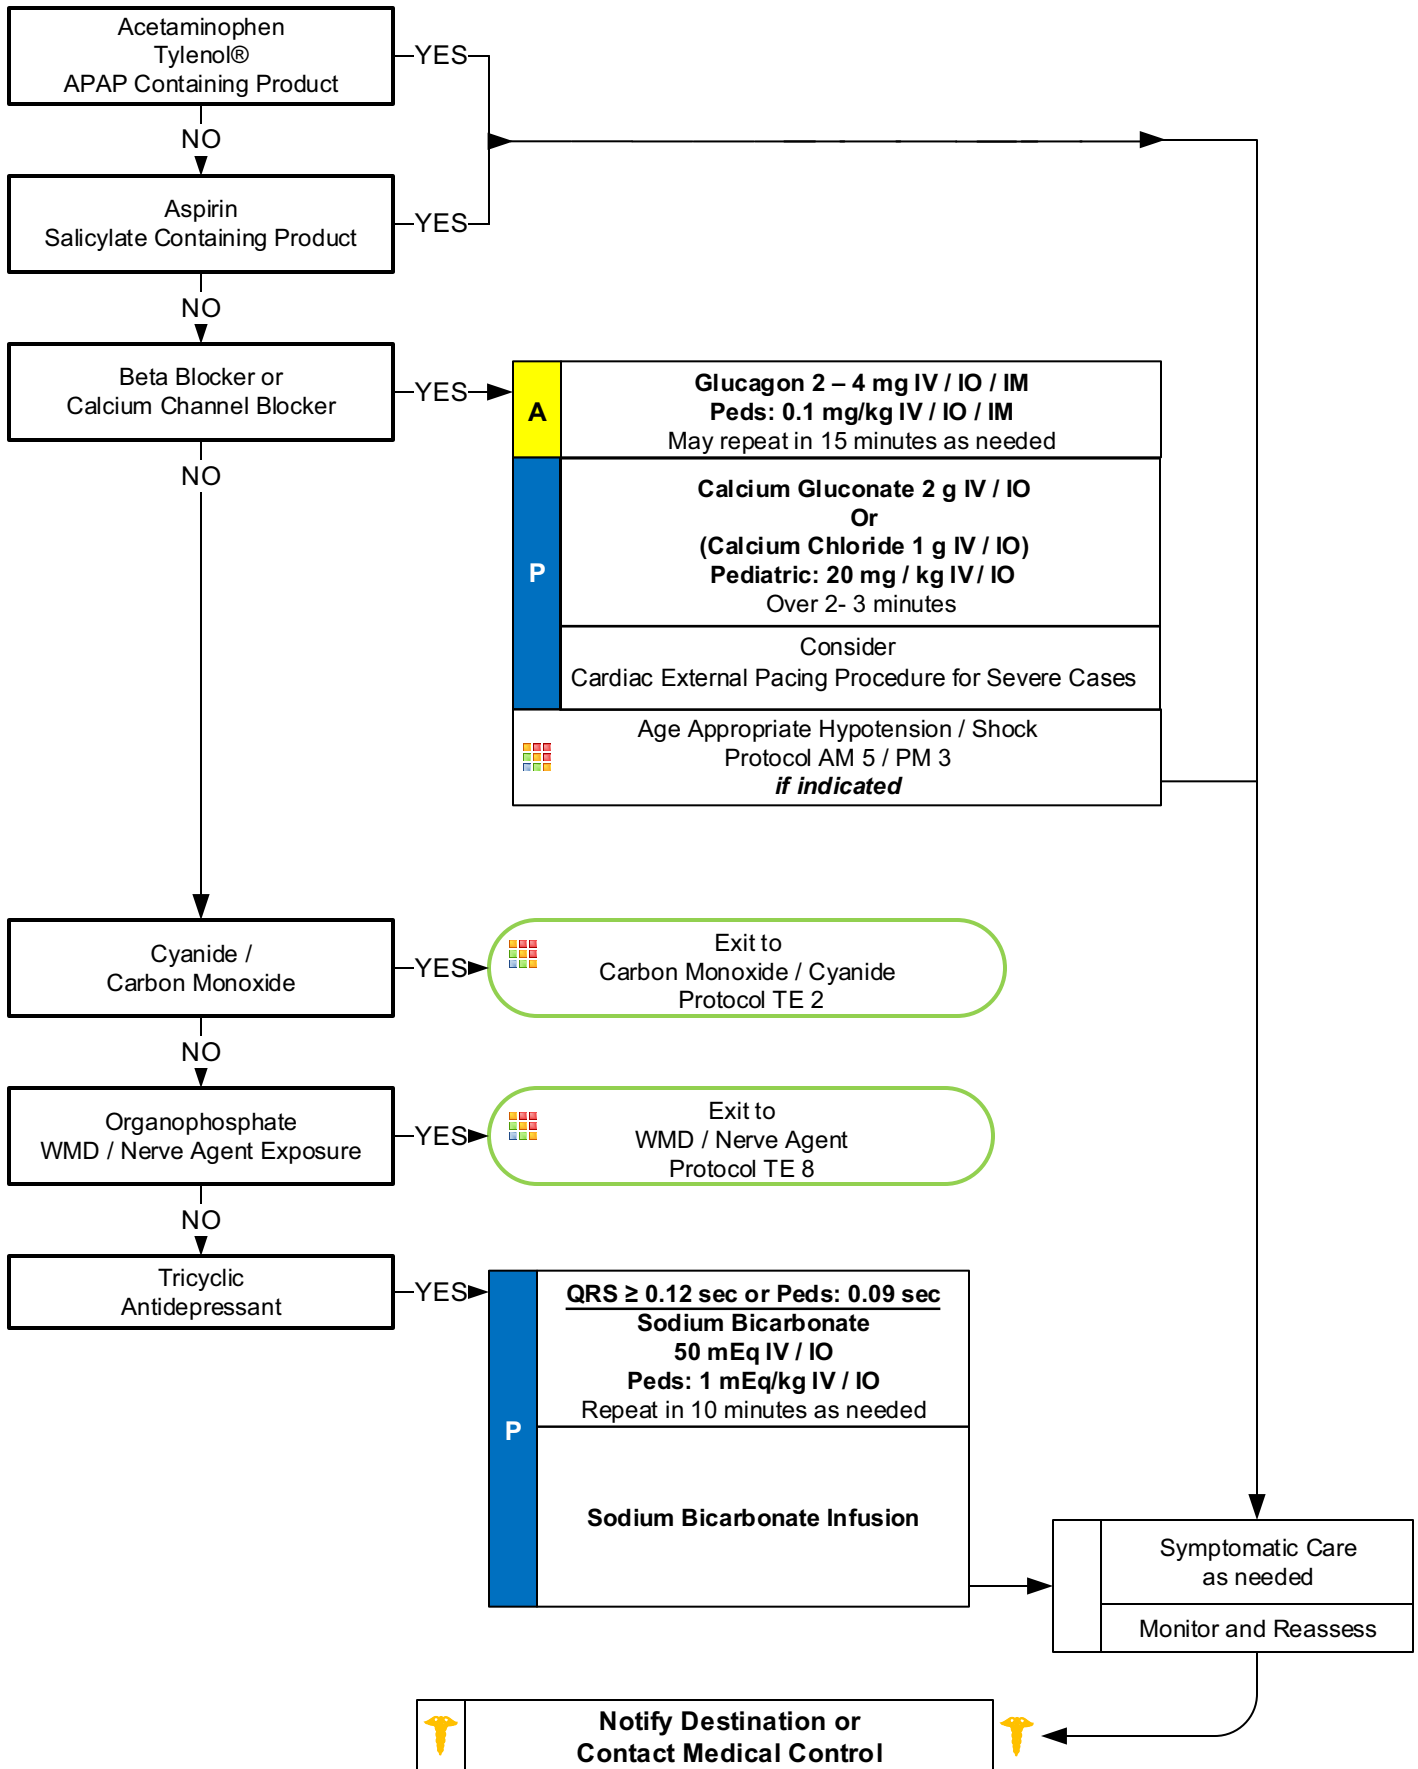 Acetaminophen
Tylenol®
APAP Containing Product
YES
NO
Aspirin
Salicylate Containing Product
YES
NO
Beta Blocker or
Calcium Channel Blocker
YES
A
Glucagon 2 – 4 mg IV / IO / IM
Peds: 0.1 mg/kg IV / IO / IM
May repeat in 15 minutes as needed
P
Calcium Gluconate 2 g IV / IO
Or
(Calcium Chloride 1 g IV / IO)
Pediatric: 20 mg / kg IV / IO
Over 2- 3 minutes
Consider
Cardiac External Pacing Procedure for Severe Cases
Age Appropriate Hypotension / Shock
Protocol AM 5 / PM 3
if indicated
NO
Cyanide /
Carbon Monoxide
YES
Exit to
Carbon Monoxide / Cyanide
Protocol TE 2
NO
Organophosphate
WMD / Nerve Agent Exposure
YES
Exit to
WMD / Nerve Agent
Protocol TE 8
NO
Tricyclic
Antidepressant
YES
P
QRS ≥ 0.12 sec or Peds: 0.09 sec
Sodium Bicarbonate
50 mEq IV / IO
Peds: 1 mEq/kg IV / IO
Repeat in 10 minutes as needed
Sodium Bicarbonate Infusion
Symptomatic Care
as needed
Monitor and Reassess
Notify Destination or
Contact Medical Control